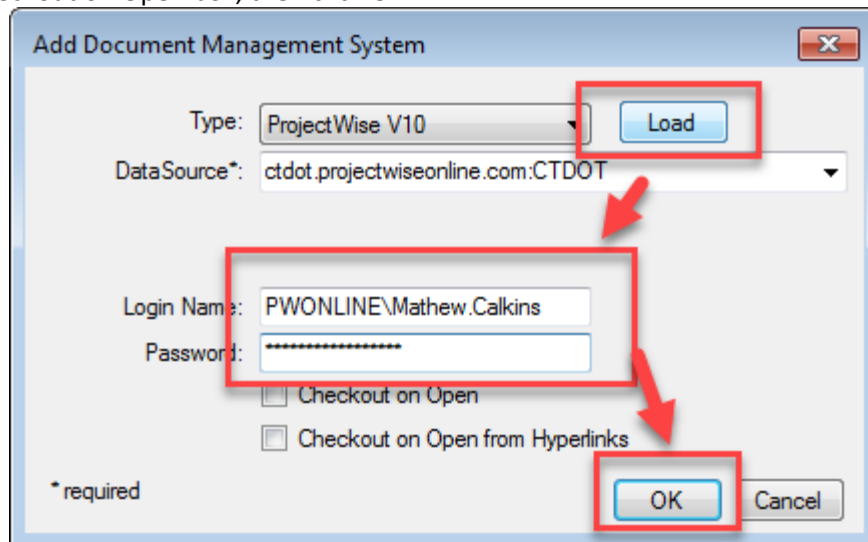 Add Document Management System
Type: ProjectWise V10 Load
DataSource*: ctdot.projectwiseonline.com:CTDOT
Login Name: PWONLINE\Mathew.Calkins
Password: *****************
Checkout on Open
Checkout on Open from Hyperlinks
* required
OK Cancel